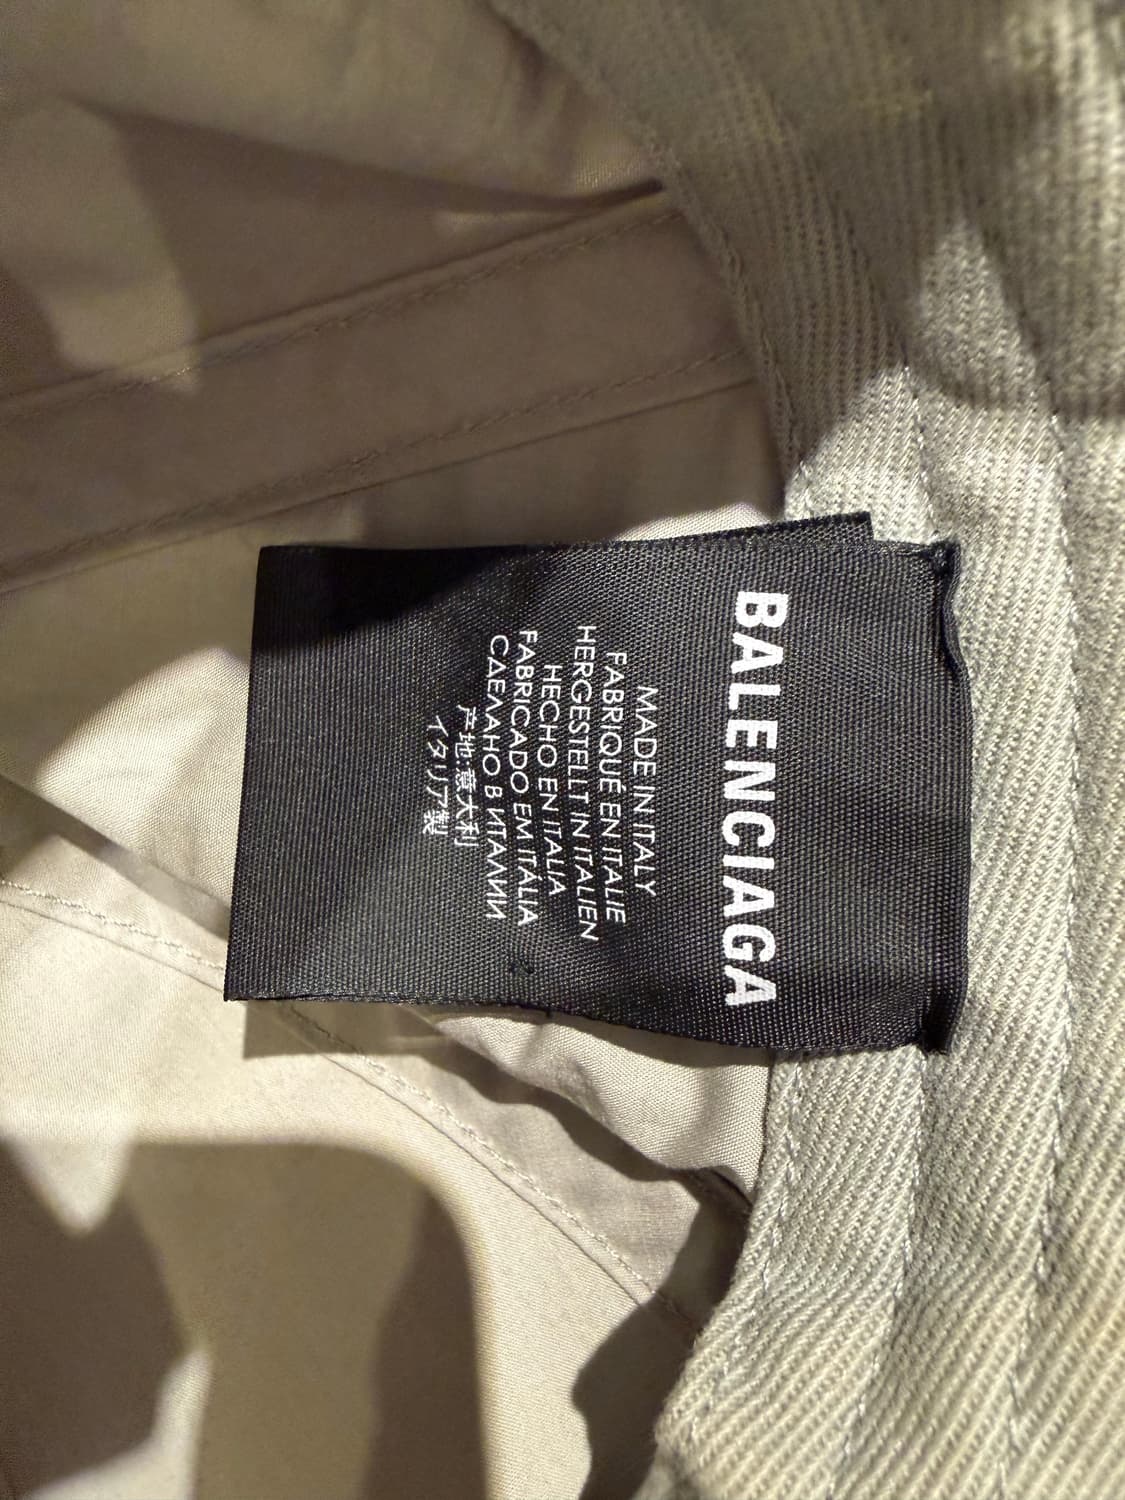 BALENCIAGA
MADE IN ITALY
FABRIQUÉ EN ITALIE
HERGESTELLT IN ITALIEN
HECHO EN ITALIA
FABRICADO EM ITÁLIA
СДЕЛАНО В ИТАЛИИ
产地:意大利
イタリア製